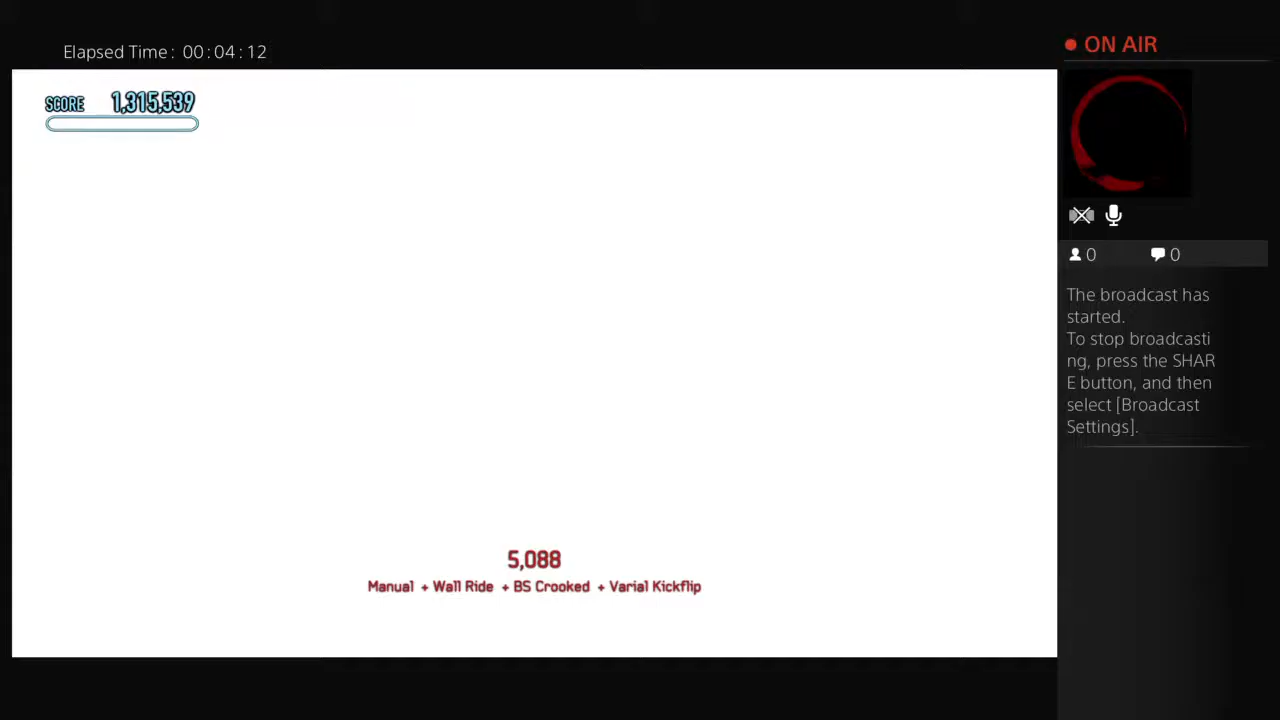 Elapsed Time: 00:04:12
ON AIR
SCORE 1,315,539
0 0
The broadcast has
started.
To stop broadcasti
ng, press the SHAR
E button, and then
select [Broadcast
Settings].
5,088
Manual + Wall Ride + BS Crooked + Varial Kickflip